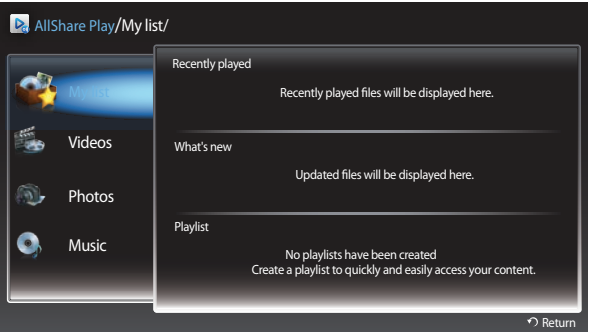 AllShare Play/My list/
My list
Videos
Photos
Music
Recently played
Recently played files will be displayed here.
What's new
Updated files will be displayed here.
Playlist
No playlists have been created
Create a playlist to quickly and easily access your content.
Return